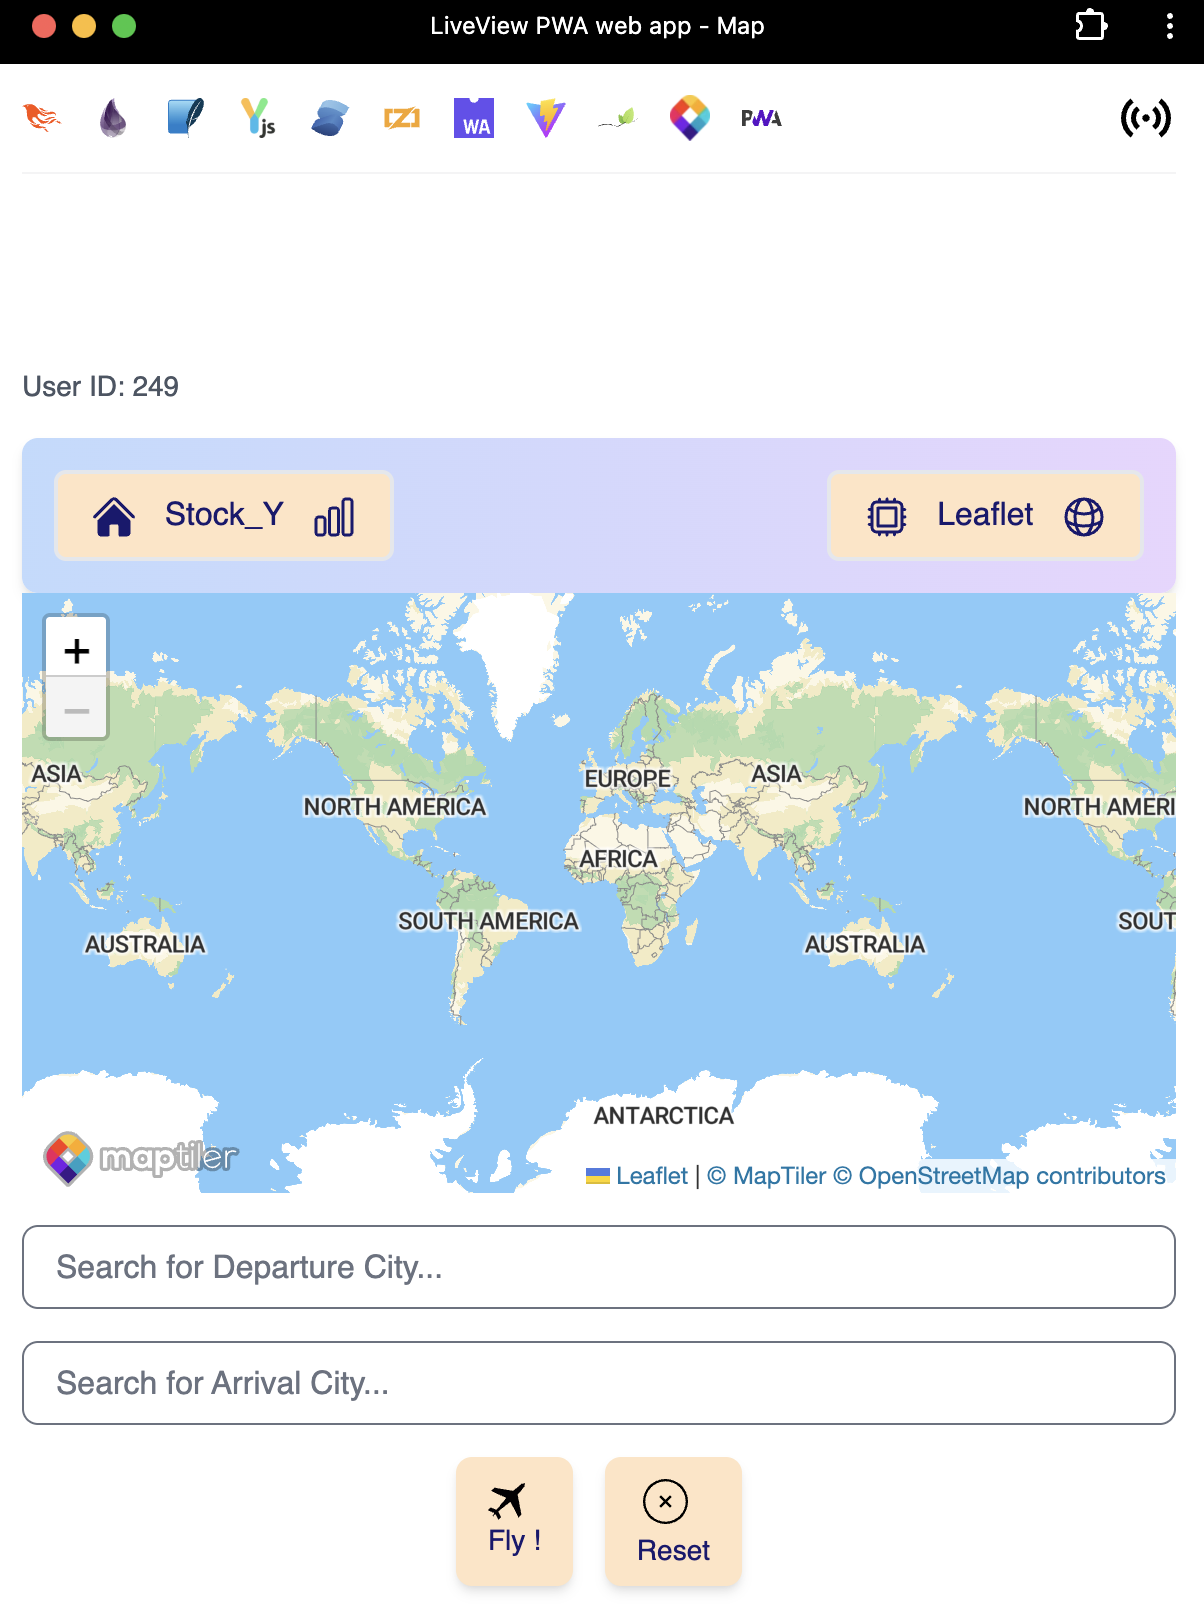 LiveView PWA web app - Map
js
WA
PWA
User ID: 249
Stock_Y
Leaflet
+
−
ASIA
EUROPE
ASIA
NORTH AMERICA
NORTH AMERI
AFRICA
SOUTH AMERICA
SOUT
AUSTRALIA
AUSTRALIA
ANTARCTICA
maptiler
Leaflet | © MapTiler © OpenStreetMap contributors
Search for Departure City...
Search for Arrival City...
Fly !
Reset